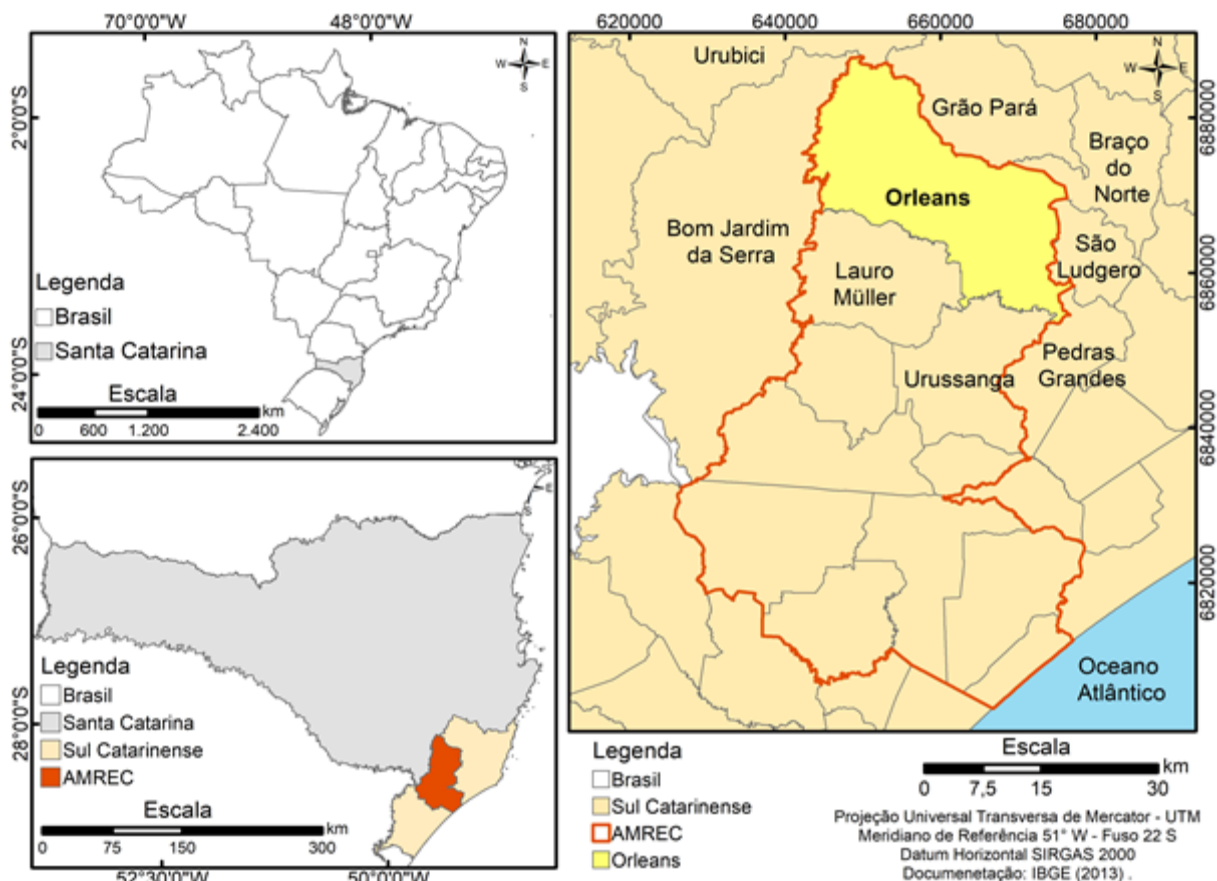 70°0'0"W
48°0'0"W
N
W
E
S
2°0'0"S
24°0'0"S
Legenda
Brasil
Santa Catarina
Escala
km
0 600 1.200 2.400
26°0'0"S
28°0'0"S
E
S
Legenda
Brasil
Santa Catarina
Sul Catarinense
AMREC
Escala
km
0 75 150 300
52°30'0"W
50°0'0"W
6620000
6640000
6660000
6680000
N
W
E
S
Urubici
Grão Pará
Braço
do
Norte
Orleans
Bom Jardim
da Serra
São
Ludgero
Lauro
Müller
Pedras
Grandes
Urussanga
Oceano
Atlântico
6880000
6860000
6840000
6820000
Legenda
Brasil
Sul Catarinense
AMREC
Orleans
Escala
km
0 7,5 15 30
Projeção Universal Transversa de Mercator - UTM
Meridiano de Referência 51° W - Fuso 22 S
Datum Horizontal SIRGAS 2000
Documenetação: IBGE (2013) .